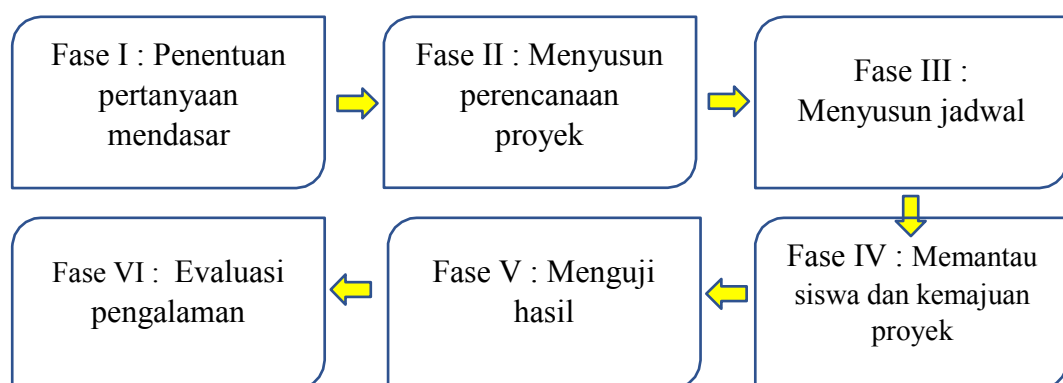 Fase I : Penentuan
pertanyaan
mendasar
Fase II : Menyusun
perencanaan
proyek
Fase III :
Menyusun jadwal
Fase IV : Memantau
siswa dan kemajuan
proyek
Fase V : Menguji
hasil
Fase VI :  Evaluasi
pengalaman